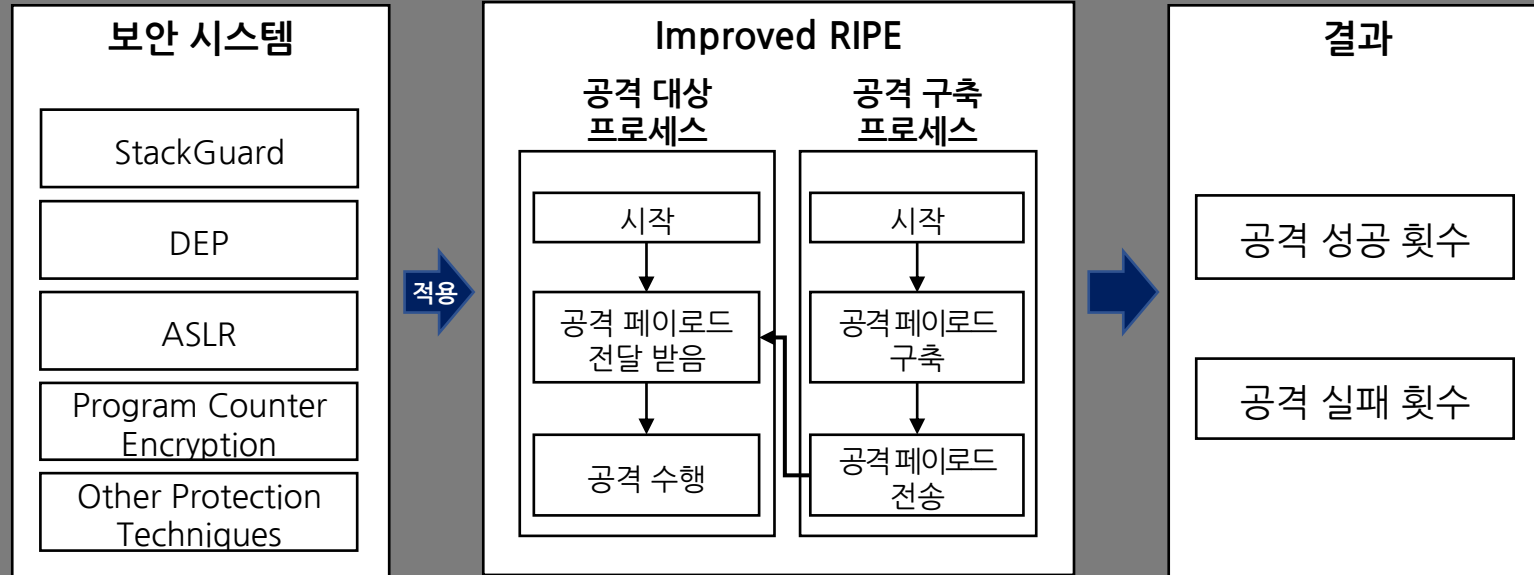 보안 시스템
StackGuard
DEP
ASLR
Program Counter
Encryption
Other Protection
Techniques
적용
Improved RIPE
공격 대상
프로세스
시작
공격 페이로드
전달 받음
공격 수행
공격 구축
프로세스
시작
공격 페이로드
구축
공격 페이로드
전송
결과
공격 성공 횟수
공격 실패 횟수